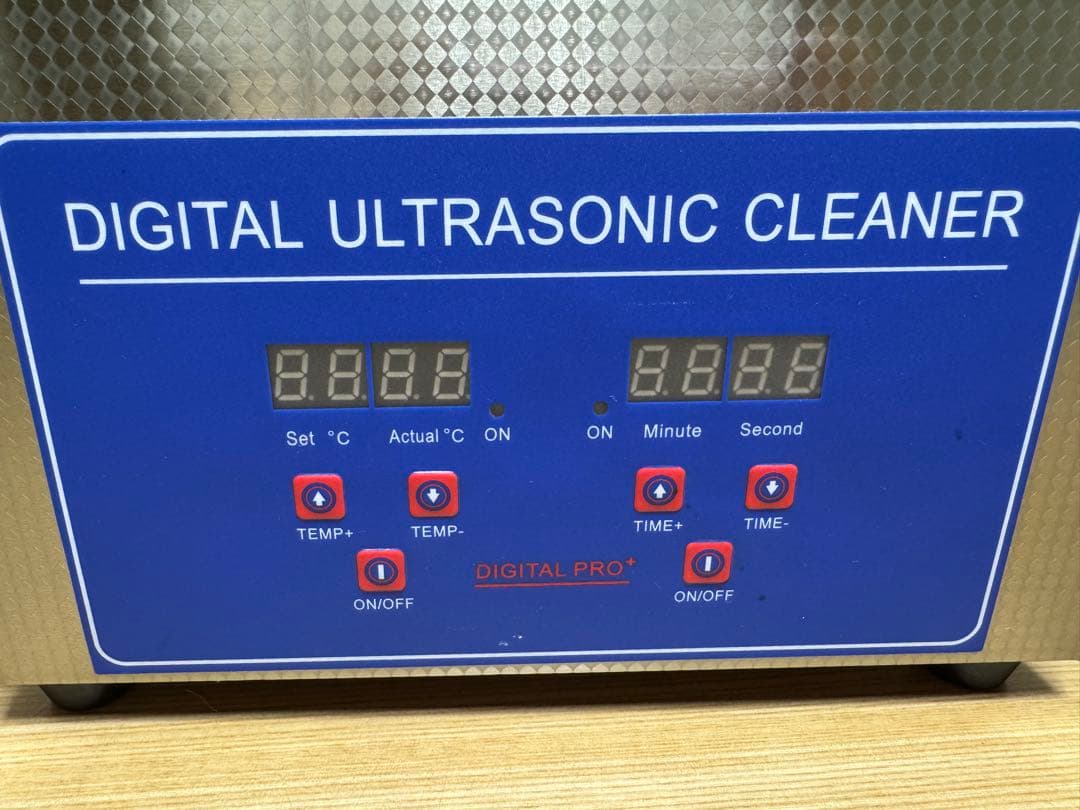 DIGITAL ULTRASONIC CLEANER
Set °C Actual °C ON ON Minute Second
TEMP+ TEMP- TIME+ TIME-
DIGITAL PRO+
ON/OFF ON/OFF